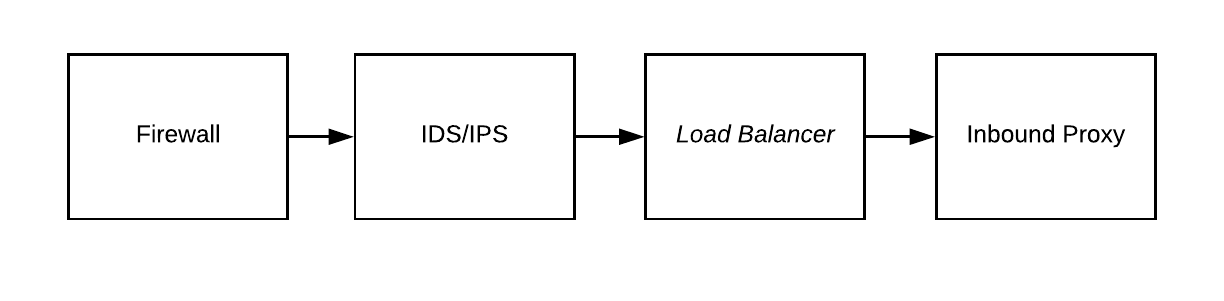 Firewall
IDS/IPS
Load Balancer
Inbound Proxy